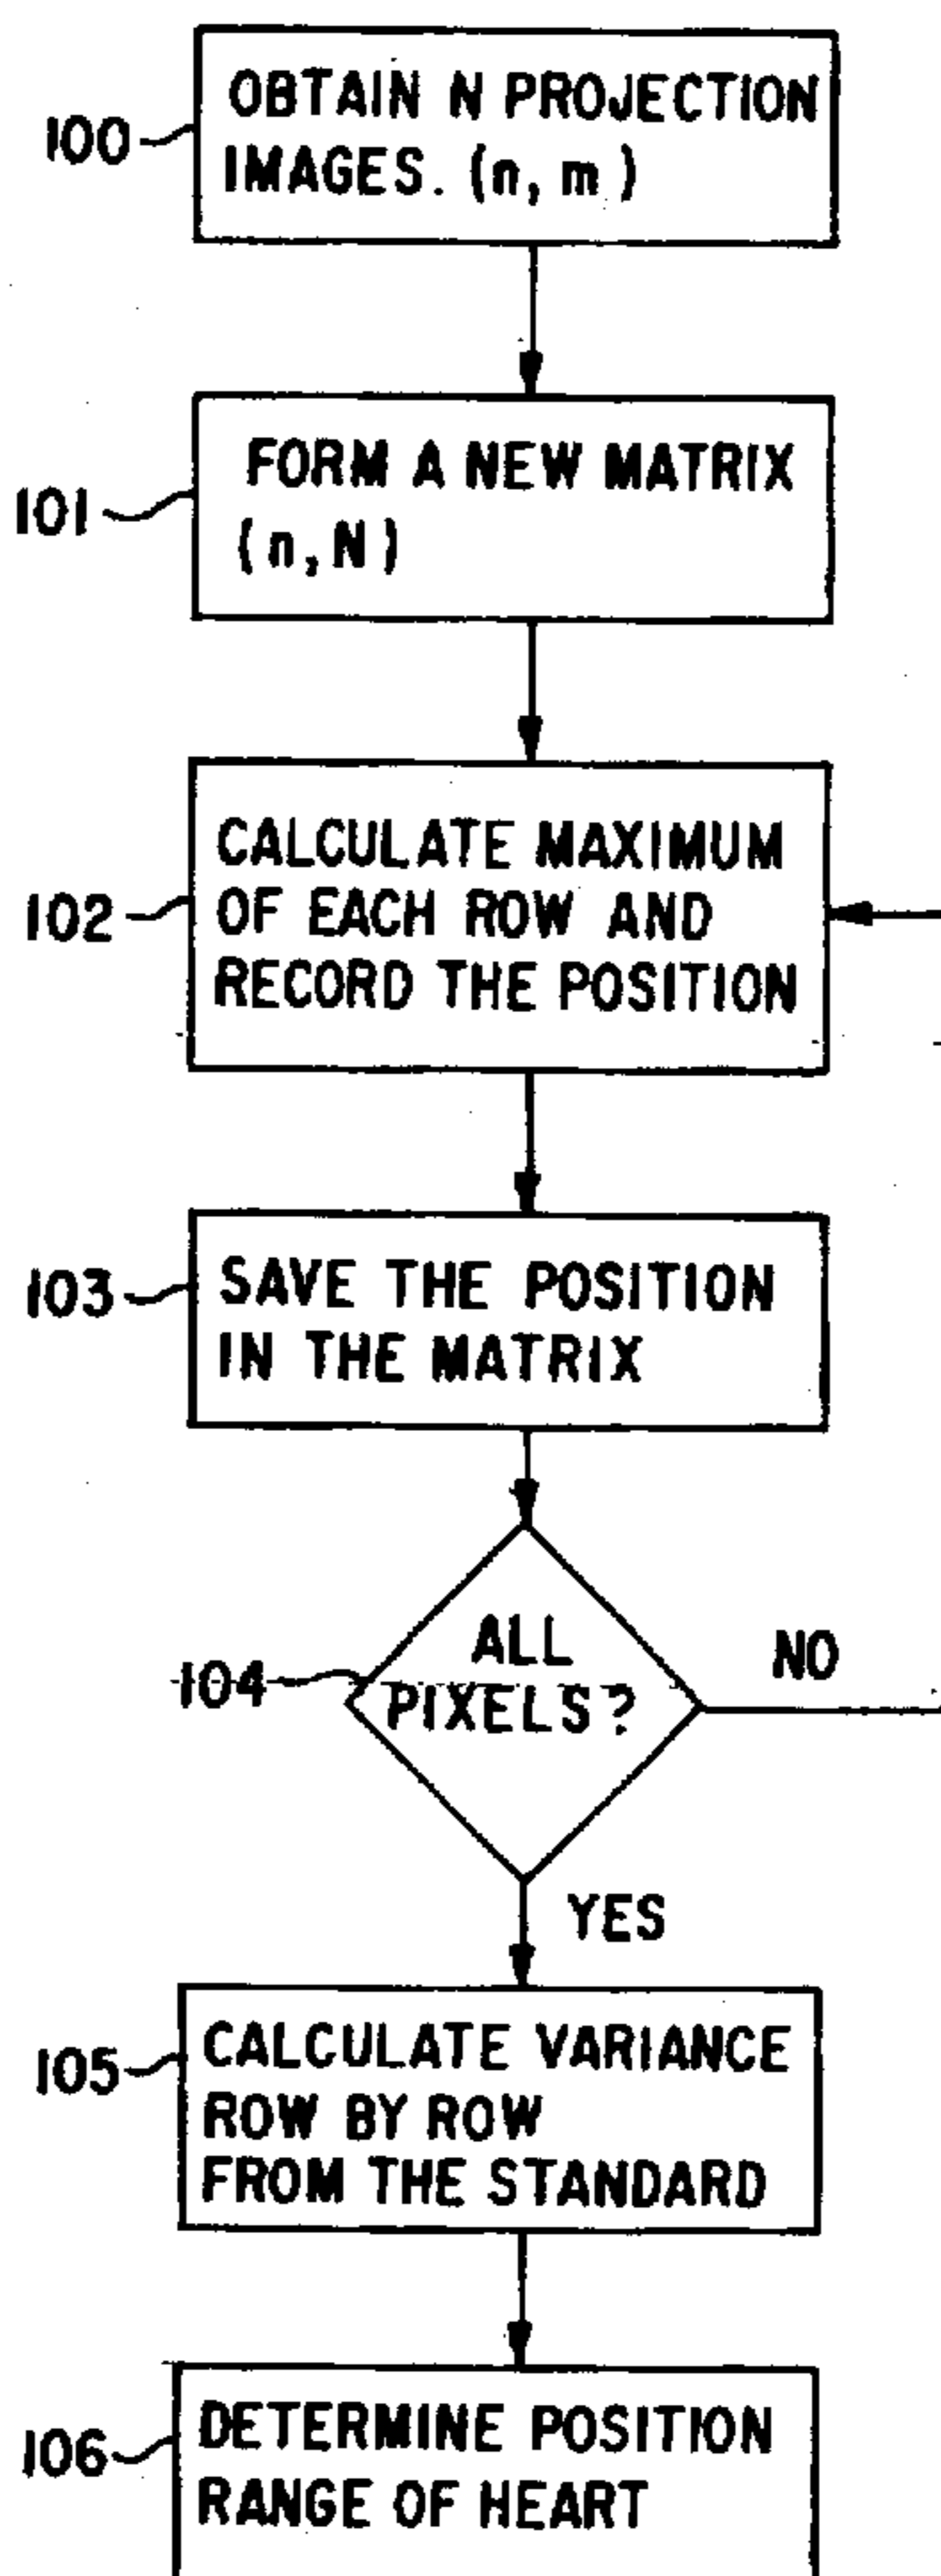 100
OBTAIN N PROJECTION
IMAGES. (n, m)
101
FORM A NEW MATRIX
(n, N)
102
CALCULATE MAXIMUM
OF EACH ROW AND
RECORD THE POSITION
103
SAVE THE POSITION
IN THE MATRIX
104
ALL
PIXELS?
NO
YES
105
CALCULATE VARIANCE
ROW BY ROW
FROM THE STANDARD
106
DETERMINE POSITION
RANGE OF HEART